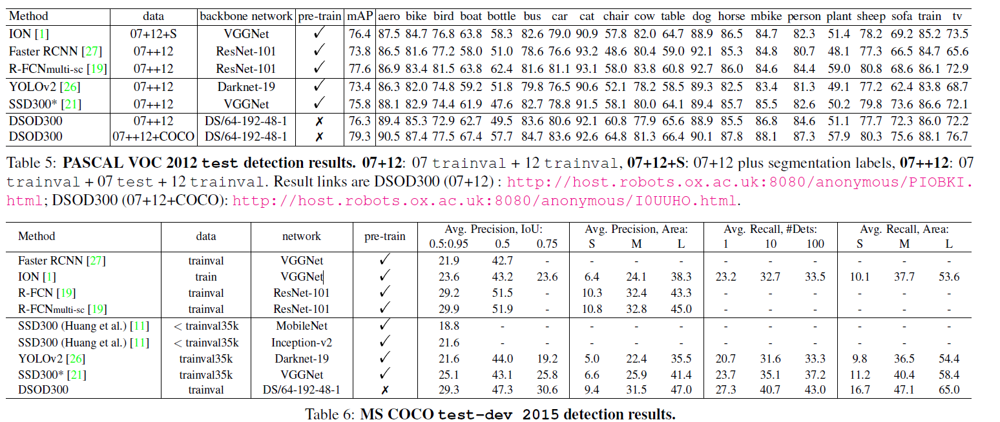 Method data backbone network pre-train mAP aero bike bird boat bottle bus car cat chair cow table dog horse mbike person plant sheep sofa train tv
ION [1] 07+12+S VGGNet ✓ 76.4 87.5 84.7 76.8 63.8 58.3 82.6 79.0 90.9 57.8 82.0 64.7 88.9 86.5 84.7 82.3 51.4 78.2 69.2 85.2 73.5
Faster RCNN [27] 07++12 ResNet-101 ✓ 73.8 86.5 81.6 77.2 58.0 51.0 78.6 76.6 93.2 48.6 80.4 59.0 92.1 85.3 84.8 80.7 48.1 77.3 66.5 84.7 65.6
R-FCNmulti-sc [19] 07++12 ResNet-101 ✓ 77.6 86.9 83.4 81.5 63.8 62.4 81.6 81.1 93.1 58.0 83.8 60.8 92.7 86.0 84.6 84.4 59.0 80.8 68.6 86.1 72.9
YOLOv2 [26] 07++12 Darknet-19 ✓ 73.4 86.3 82.0 74.8 59.2 51.8 79.8 76.5 90.6 52.1 78.2 58.5 89.3 82.5 83.4 81.3 49.1 77.2 62.4 83.8 68.7
SSD300* [21] 07++12 VGGNet ✓ 75.8 88.1 82.9 74.4 61.9 47.6 82.7 78.8 91.5 58.1 80.0 64.1 89.4 85.7 85.5 82.6 50.2 79.8 73.6 86.6 72.1
DSOD300 07++12 DS/64-192-48-1 ✗ 76.3 89.4 85.3 72.9 62.7 49.5 83.6 80.6 92.1 60.8 77.9 65.6 88.9 85.5 86.8 84.6 51.1 77.7 72.3 86.0 72.2
DSOD300 07++12+COCO DS/64-192-48-1 ✗ 79.3 90.5 87.4 77.5 67.4 57.7 84.7 83.6 92.6 64.8 81.3 66.4 90.1 87.8 88.1 87.3 57.9 80.3 75.6 88.1 76.7
Table 5: PASCAL VOC 2012 test detection results. 07+12: 07 trainval + 12 trainval, 07+12+S: 07+12 plus segmentation labels, 07++12: 07
trainval + 07 test + 12 trainval. Result links are DSOD300 (07+12) : http://host.robots.ox.ac.uk:8080/anonymous/PIOBKI.
html; DSOD300 (07+12+COCO): http://host.robots.ox.ac.uk:8080/anonymous/I0UUHO.html.
Method data network pre-train Avg. Precision, IoU: Avg. Precision, Area: Avg. Recall, #Dets: Avg. Recall, Area:
0.5:0.95 0.5 0.75 S M L 1 10 100 S M L
Faster RCNN [27] trainval VGGNet ✓ 21.9 42.7 - - - - - - - - - -
ION [1] train VGGNet ✓ 23.6 43.2 23.6 6.4 24.1 38.3 23.2 32.7 33.5 10.1 37.7 53.6
R-FCN [19] trainval ResNet-101 ✓ 29.2 51.5 - 10.3 32.4 43.3 - - - - - -
R-FCNmulti-sc [19] trainval ResNet-101 ✓ 29.9 51.9 - 10.8 32.8 45.0 - - - - - -
SSD300 (Huang et al.) [11] < trainval35k MobileNet ✓ 18.8 - - - - - - - - - - -
SSD300 (Huang et al.) [11] < trainval35k Inception-v2 ✓ 21.6 - - - - - - - - - - -
YOLOv2 [26] trainval35k Darknet-19 ✓ 21.6 44.0 19.2 5.0 22.4 35.5 20.7 31.6 33.3 9.8 36.5 54.4
SSD300* [21] trainval35k VGGNet ✓ 25.1 43.1 25.8 6.6 25.9 41.4 23.7 35.1 37.2 11.2 40.4 58.4
DSOD300 trainval DS/64-192-48-1 ✗ 29.3 47.3 30.6 9.4 31.5 47.0 27.3 40.7 43.0 16.7 47.1 65.0
Table 6: MS COCO test-dev 2015 detection results.